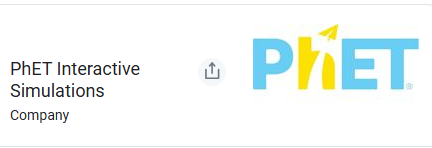 PhET Interactive
Simulations
Company
PhET®